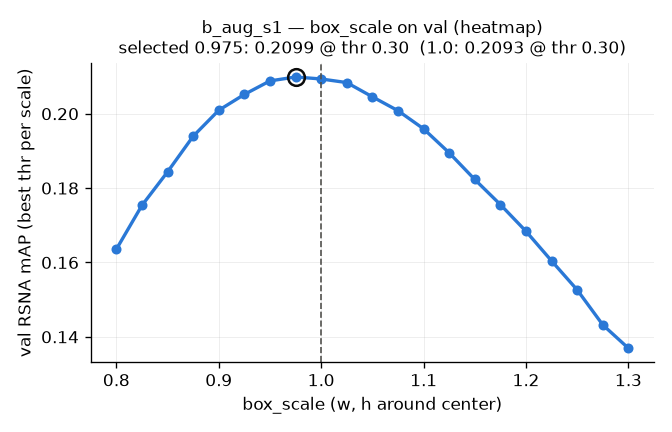 b_aug_s1 — box_scale on val (heatmap)
selected 0.975: 0.2099 @ thr 0.30  (1.0: 0.2093 @ thr 0.30)
val RSNA mAP (best thr per scale)
0.20
0.18
0.16
0.14
0.8
0.9
1.0
1.1
1.2
1.3
box_scale (w, h around center)